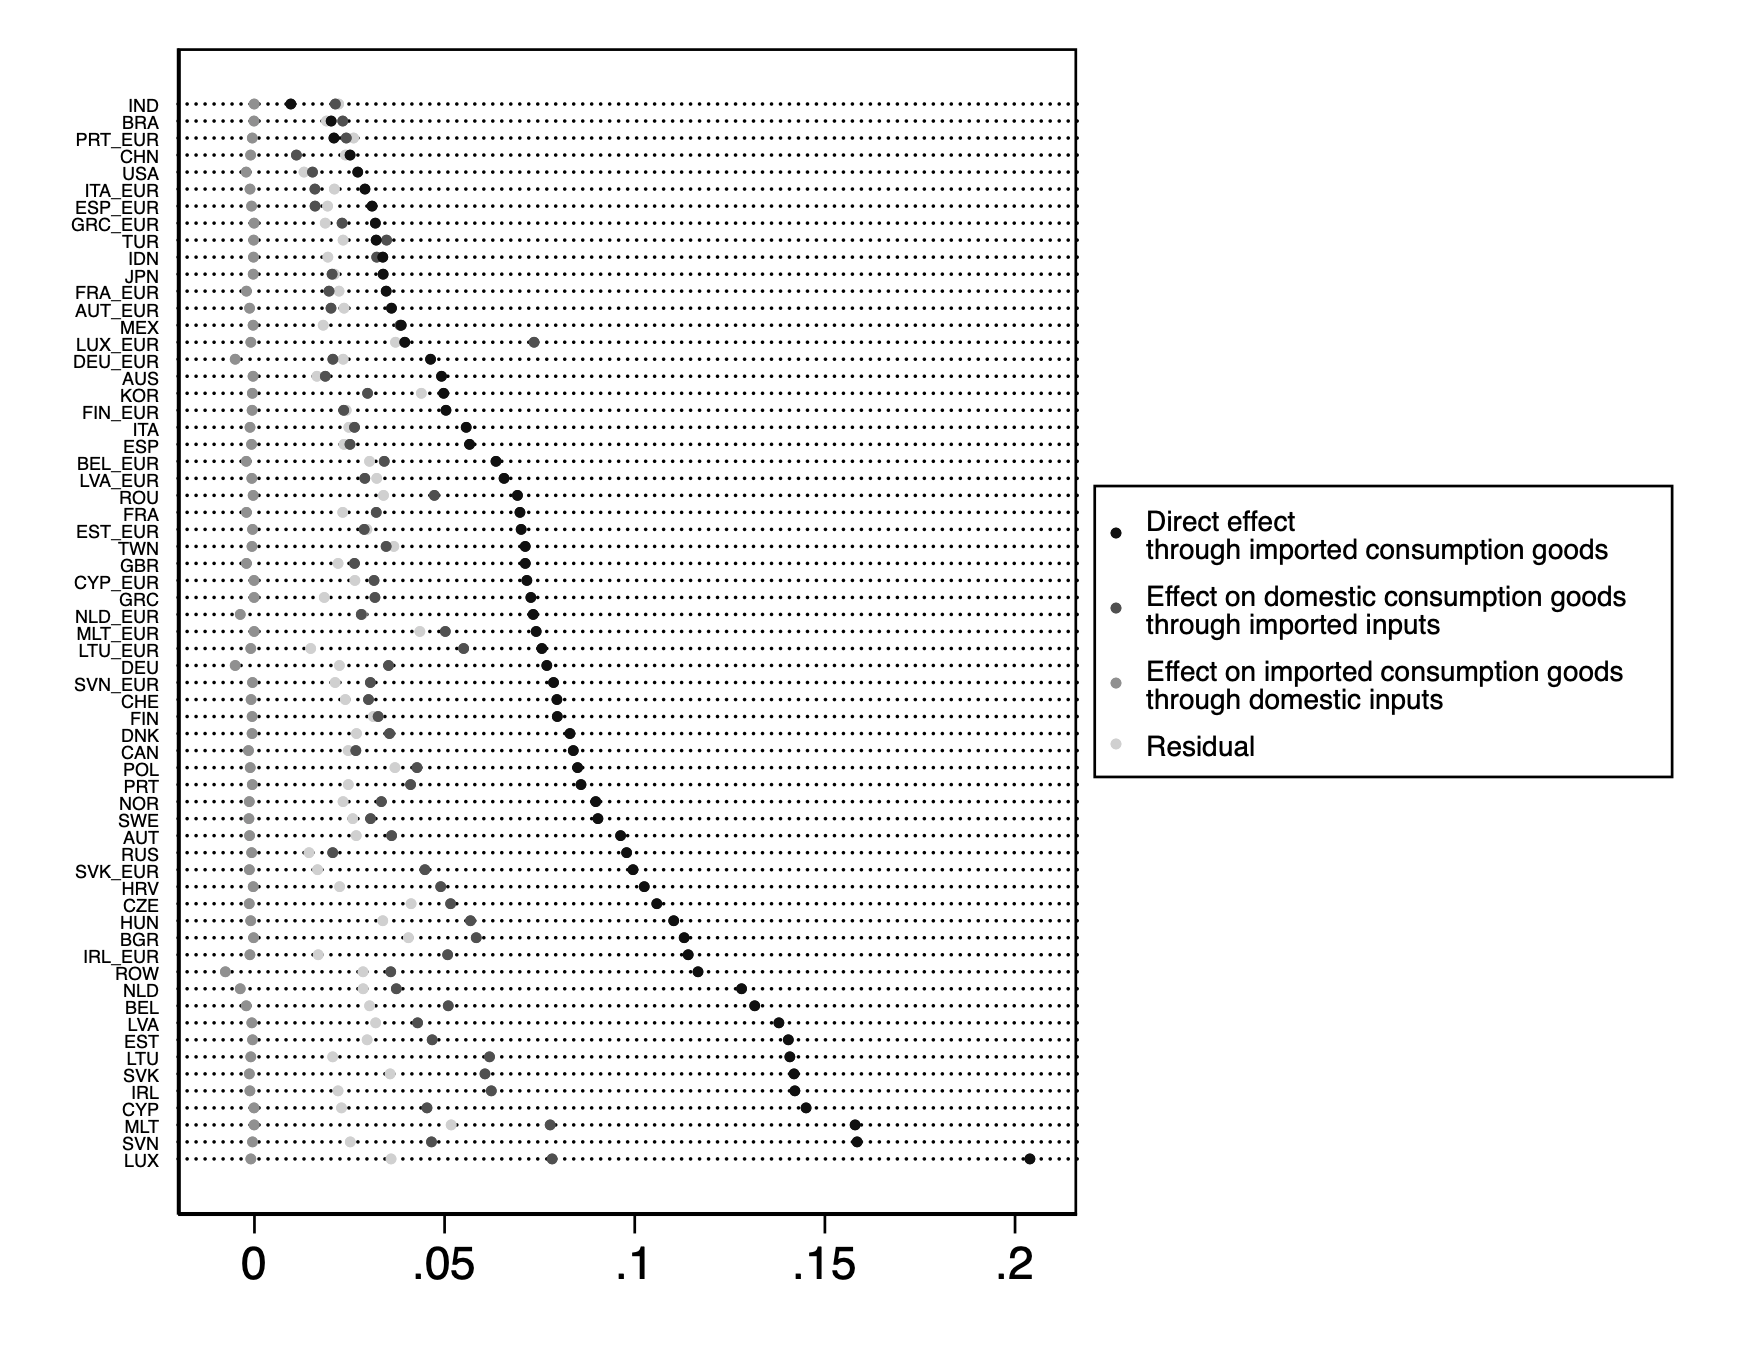 IND
BRA
PRT_EUR
CHN
USA
ITA_EUR
ESP_EUR
GRC_EUR
TUR
IDN
JPN
FRA_EUR
AUT_EUR
MEX
LUX_EUR
DEU_EUR
AUS
KOR
FIN_EUR
ITA
ESP
BEL_EUR
LVA_EUR
ROU
FRA
EST_EUR
TWN
GBR
CYP_EUR
GRC
NLD_EUR
MLT_EUR
LTU_EUR
DEU
SVN_EUR
CHE
FIN
DNK
CAN
POL
PRT
NOR
SWE
AUT
RUS
SVK_EUR
HRV
CZE
HUN
BGR
IRL_EUR
ROW
NLD
BEL
LVA
EST
LTU
SVK
IRL
CYP
MLT
SVN
LUX
0 .05 .1 .15 .2
Direct effect
through imported consumption goods
Effect on domestic consumption goods
through imported inputs
Effect on imported consumption goods
through domestic inputs
Residual